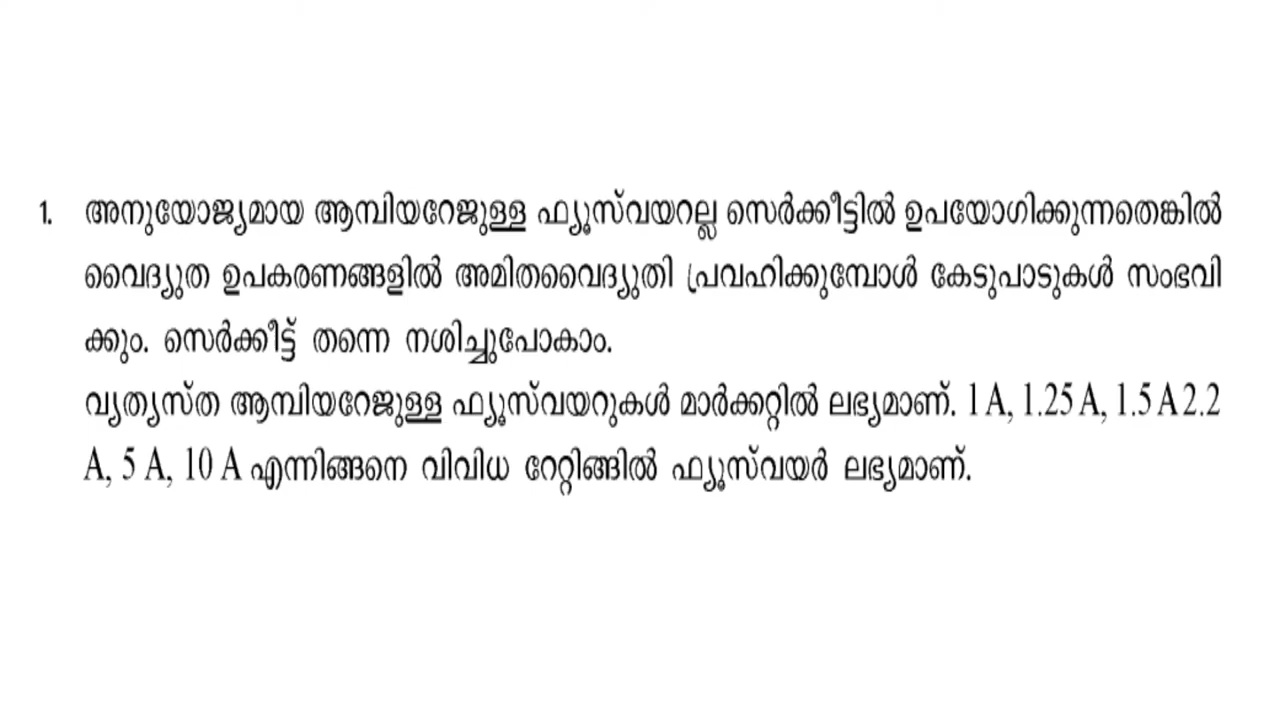 1. അനുയോജ്യമായ ആമ്പിയറേജുള്ള ഫ്യൂസ്‌വയറല്ല സെർക്കീട്ടിൽ ഉപയോഗിക്കുന്നതെങ്കിൽ
വൈദ്യുത ഉപകരണങ്ങളിൽ അമിതവൈദ്യുതി പ്രവഹിക്കുമ്പോൾ കേടുപാടുകൾ സംഭവി
ക്കും. സെർക്കീട്ട് തന്നെ നശിച്ചുപോകാം.
വ്യത്യസ്ത ആമ്പിയറേജുള്ള ഫ്യൂസ്‌വയറുകൾ മാർക്കറ്റിൽ ലഭ്യമാണ്. 1 A, 1.25 A, 1.5 A 2.2
A, 5 A, 10 A എന്നിങ്ങനെ വിവിധ റേറ്റിങ്ങിൽ ഫ്യൂസ്‌വയർ ലഭ്യമാണ്.